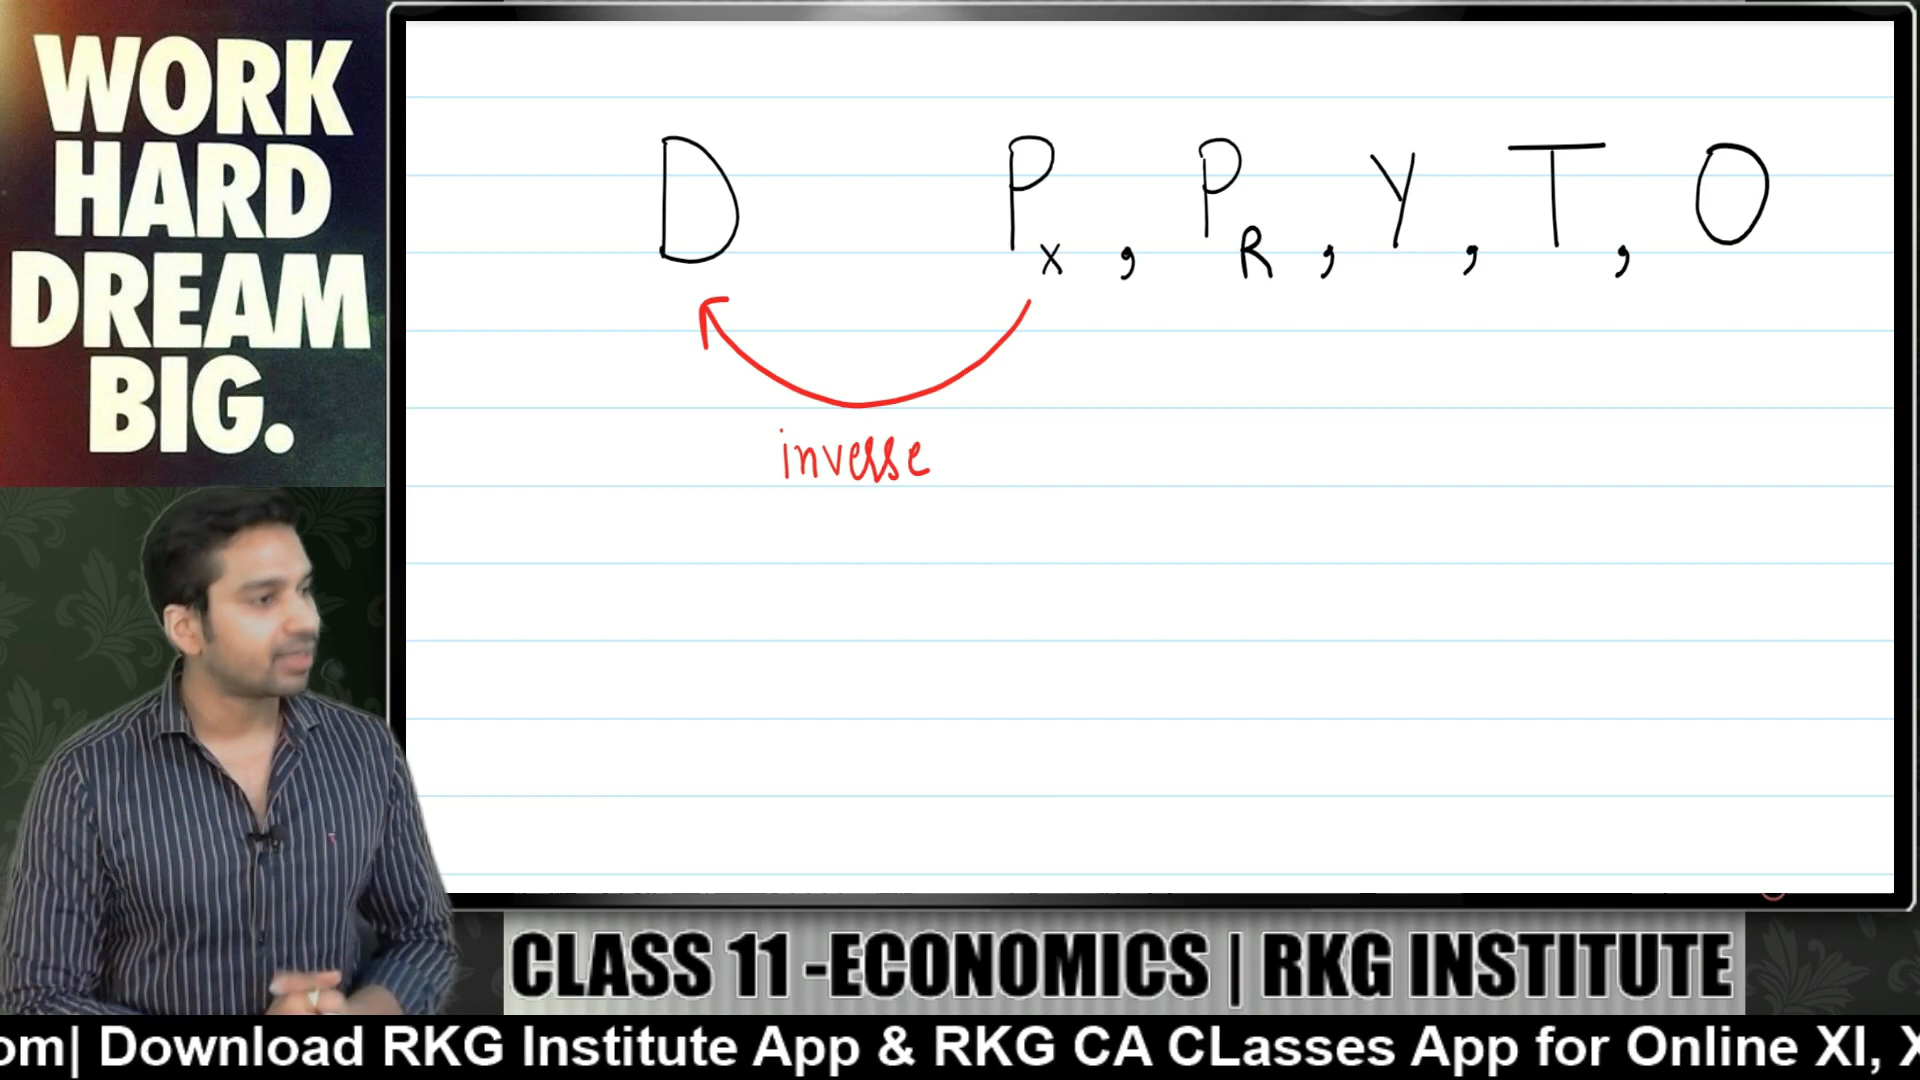 WORK
HARD
DREAM
BIG.
D Px, PR, Y, T, O
inverse
CLASS 11 -ECONOMICS | RKG INSTITUTE
om| Download RKG Institute App & RKG CA CLasses App for Online XI, X